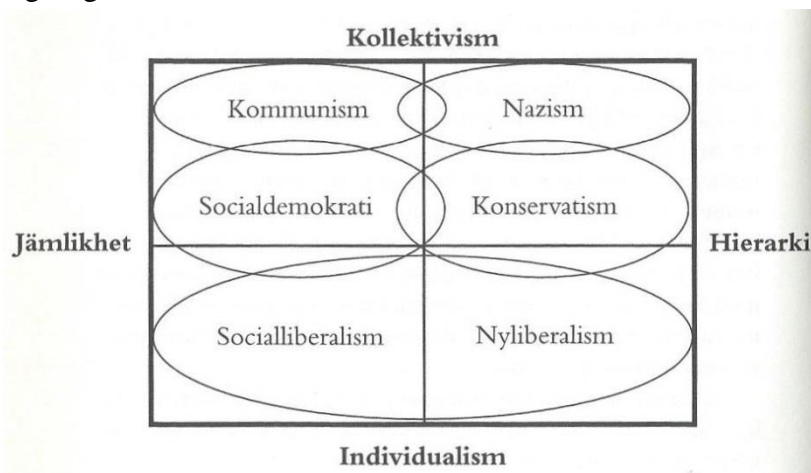 Kollektivism
Kommunism Nazism
Socialdemokrati Konservatism
Jämlikhet Hierarki
Socialliberalism Nyliberalism
Individualism